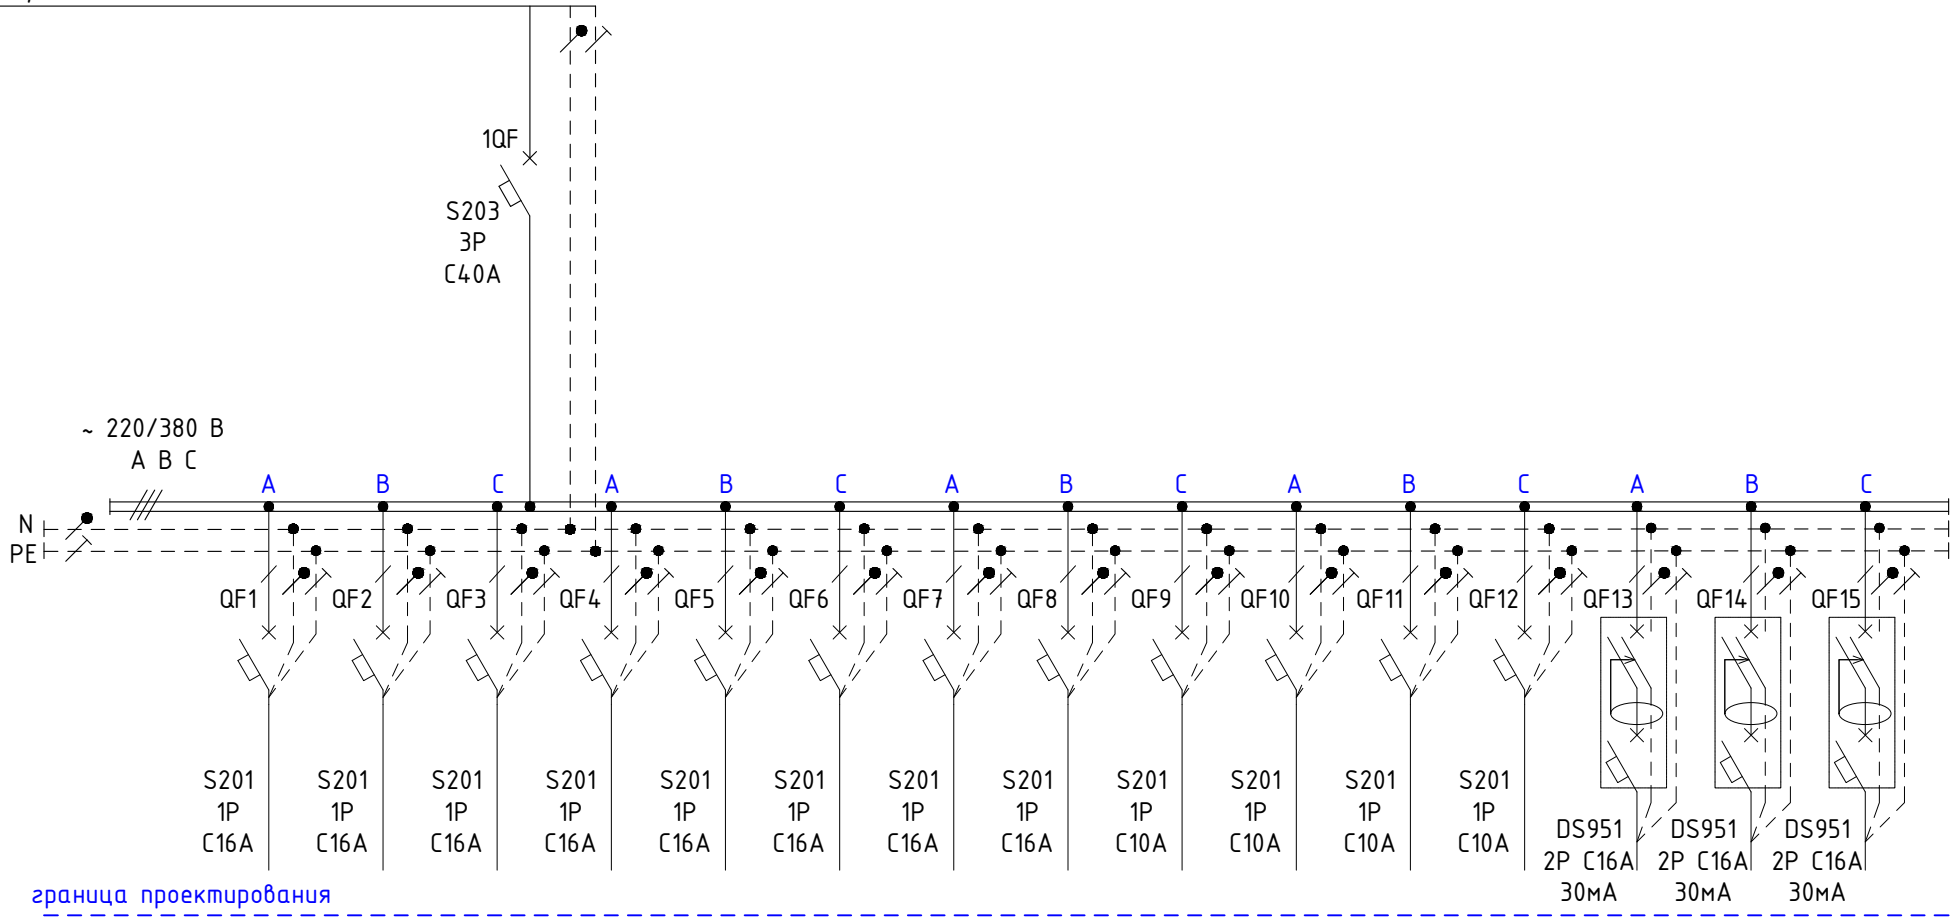 1QF
S203
3P
C40A
~ 220/380 В
A B C
A B C A B C A B C A B C A B C
N
PE
QF1 QF2 QF3 QF4 QF5 QF6 QF7 QF8 QF9 QF10 QF11 QF12 QF13 QF14 QF15
S201 S201 S201 S201 S201 S201 S201 S201 S201 S201 S201 S201
1P 1P 1P 1P 1P 1P 1P 1P 1P 1P 1P 1P
C16A C16A C16A C16A C16A C16A C16A C16A C10A C10A C10A C10A
DS951 DS951 DS951
2P C16A 2P C16A 2P C16A
30мА 30мА 30мА
граница проектирования